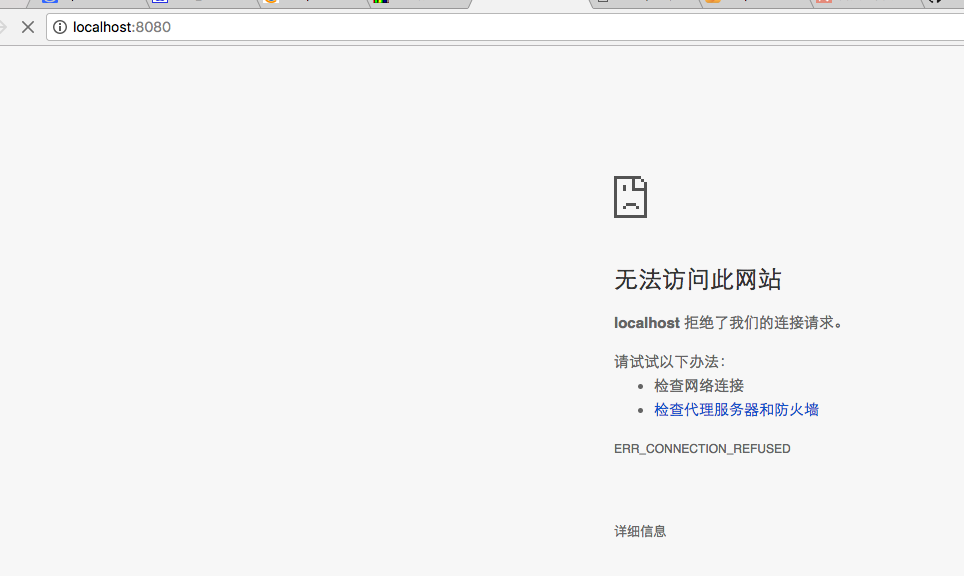 localhost:8080
无法访问此网站
localhost 拒绝了我们的连接请求。
请试试以下办法：
检查网络连接
检查代理服务器和防火墙
ERR_CONNECTION_REFUSED
详细信息